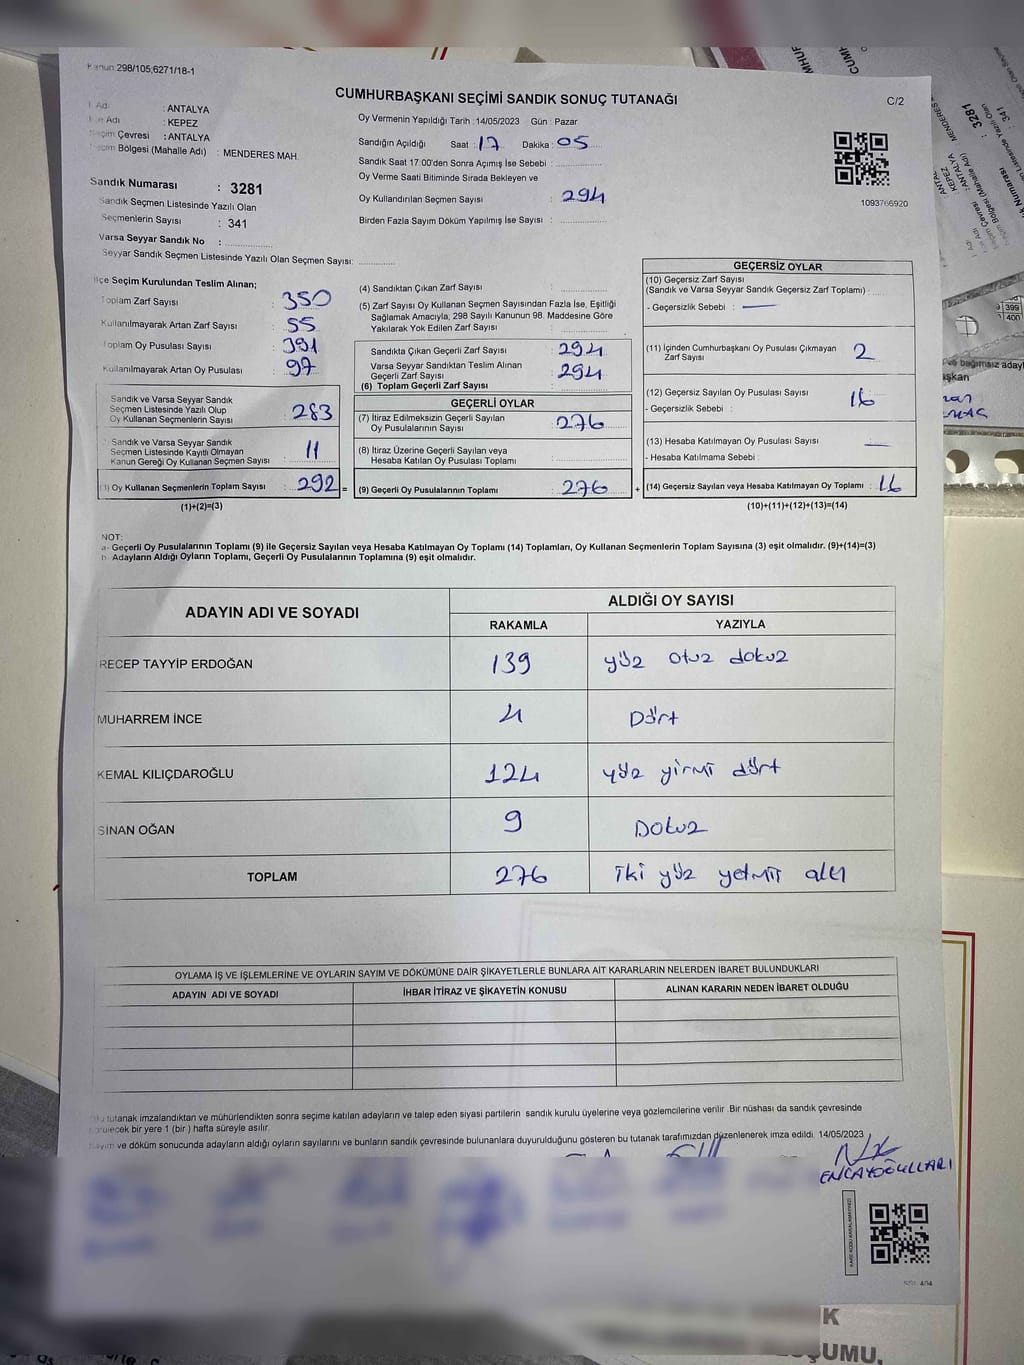 Kanun:298/105;6271/18-1
CUMHURBAŞKANI SEÇİMİ SANDIK SONUÇ TUTANAĞI
C/2
Adı : ANTALYA
Adı : KEPEZ
Seçim Çevresi : ANTALYA
Seçim Bölgesi (Mahalle Adı) : MENDERES MAH.
Sandık Numarası : 3281
Sandık Seçmen Listesinde Yazılı Olan
Seçmenlerin Sayısı : 341
Varsa Seyyar Sandık No :
Seyyar Sandık Seçmen Listesinde Yazılı Olan Seçmen Sayısı:
Oy Vermenin Yapıldığı Tarih : 14/05/2023 Gün : Pazar
Sandığın Açıldığı Saat : 17 Dakika : 05
Sandık Saat 17:00'den Sonra Açımış İse Sebebi :
Oy Verme Saati Bitiminde Sırada Bekleyen ve
Oy Kullandırılan Seçmen Sayısı : 294
Birden Fazla Sayım Döküm Yapılmış İse Sayısı :
1093766920
İlçe Seçim Kurulundan Teslim Alınan;
Toplam Zarf Sayısı : 350
Kullanılmayarak Artan Zarf Sayısı : 55
Toplam Oy Pusulası Sayısı : 391
Kullanılmayarak Artan Oy Pusulası : 97
Sandık ve Varsa Seyyar Sandık
Seçmen Listesinde Yazılı Olup
Oy Kullanan Seçmenlerin Sayısı : 283
Sandık ve Varsa Seyyar Sandık
Seçmen Listesinde Kayıtlı Olmayan
Kanun Gereği Oy Kullanan Seçmen Sayısı : 11
(3) Oy Kullanan Seçmenlerin Toplam Sayısı : 292 =
(1)+(2)=(3)
(4) Sandıktan Çıkan Zarf Sayısı :
(5) Zarf Sayısı Oy Kullanan Seçmen Sayısından Fazla İse, Eşitliği
Sağlamak Amacıyla, 298 Sayılı Kanunun 98. Maddesine Göre
Yakılarak Yok Edilen Zarf Sayısı :
Sandıkta Çıkan Geçerli Zarf Sayısı : 294
Varsa Seyyar Sandıktan Teslim Alınan
Geçerli Zarf Sayısı : 294
(6) Toplam Geçerli Zarf Sayısı :
GEÇERLİ OYLAR
(7) İtiraz Edilmeksizin Geçerli Sayılan
Oy Pusulalarının Sayısı : 276
(8) İtiraz Üzerine Geçerli Sayılan veya
Hesaba Katılan Oy Pusulası Toplamı :
(9) Geçerli Oy Pusulalarının Toplamı : 276 +
GEÇERSİZ OYLAR
(10) Geçersiz Zarf Sayısı
(Sandık ve Varsa Seyyar Sandık Geçersiz Zarf Toplamı) :
- Geçersizlik Sebebi : —
(11) İçinden Cumhurbaşkanı Oy Pusulası Çıkmayan
Zarf Sayısı : 2
(12) Geçersiz Sayılan Oy Pusulası Sayısı : 16
- Geçersizlik Sebebi :
(13) Hesaba Katılmayan Oy Pusulası Sayısı : —
- Hesaba Katılmama Sebebi :
(14) Geçersiz Sayılan veya Hesaba Katılmayan Oy Toplamı : 16
(10)+(11)+(12)+(13)=(14)
NOT:
a- Geçerli Oy Pusulalarının Toplamı (9) ile Geçersiz Sayılan veya Hesaba Katılmayan Oy Toplamı (14) Toplamları, Oy Kullanan Seçmenlerin Toplam Sayısına (3) eşit olmalıdır. (9)+(14)=(3)
b- Adayların Aldığı Oyların Toplamı, Geçerli Oy Pusulalarının Toplamına (9) eşit olmalıdır.
ADAYIN ADI VE SOYADI
ALDIĞI OY SAYISI
RAKAMLA YAZIYLA
RECEP TAYYİP ERDOĞAN 139 yüz otuz dokuz
MUHARREM İNCE 4 Dört
KEMAL KILIÇDAROĞLU 124 yüz yirmi dört
SİNAN OĞAN 9 Dokuz
TOPLAM 276 iki yüz yetmiş altı
OYLAMA İŞ VE İŞLEMLERİNE VE OYLARIN SAYIM VE DÖKÜMÜNE DAİR ŞİKAYETLERLE BUNLARA AİT KARARLARIN NELERDEN İBARET BULUNDUKLARI
ADAYIN ADI VE SOYADI İHBAR İTİRAZ VE ŞİKAYETİN KONUSU ALINAN KARARIN NEDEN İBARET OLDUĞU
tutanak imzalandıktan ve mühürlendikten sonra seçime katılan adayların ve talep eden siyasi partilerin sandık kurulu üyelerine veya gözlemcilerine verilir. Bir nüshası da sandık çevresinde
bir yere 1 (bir) hafta süreyle asılır.
ve döküm sonucunda adayların aldığı oyların sayılarını ve bunların sandık çevresinde bulunanlara duyurulduğunu gösteren bu tutanak tarafımızdan düzenlenerek imza edildi. 14/05/2023
ENCAYOĞULLARI
404
K
UMU.